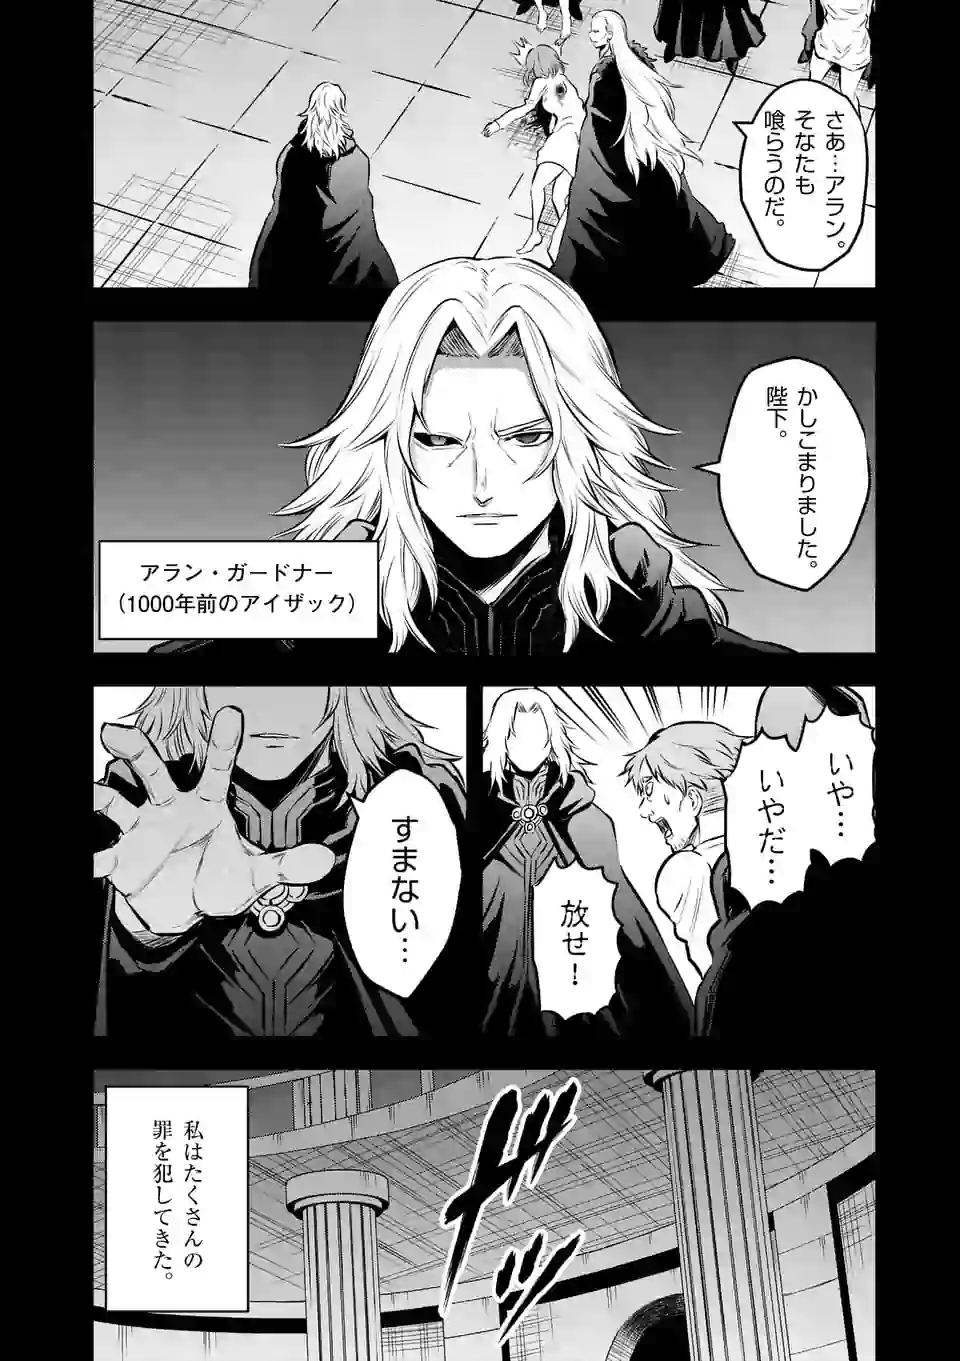 さあ…アラン。
そなたも
喰らうのだ。
かしこまりました。
陛下。
アラン・ガードナー
（1000年前のアイザック）
いや…
いやだ…
放せ！
すまない…
ドドッ
私はたくさんの
罪を犯してきた。